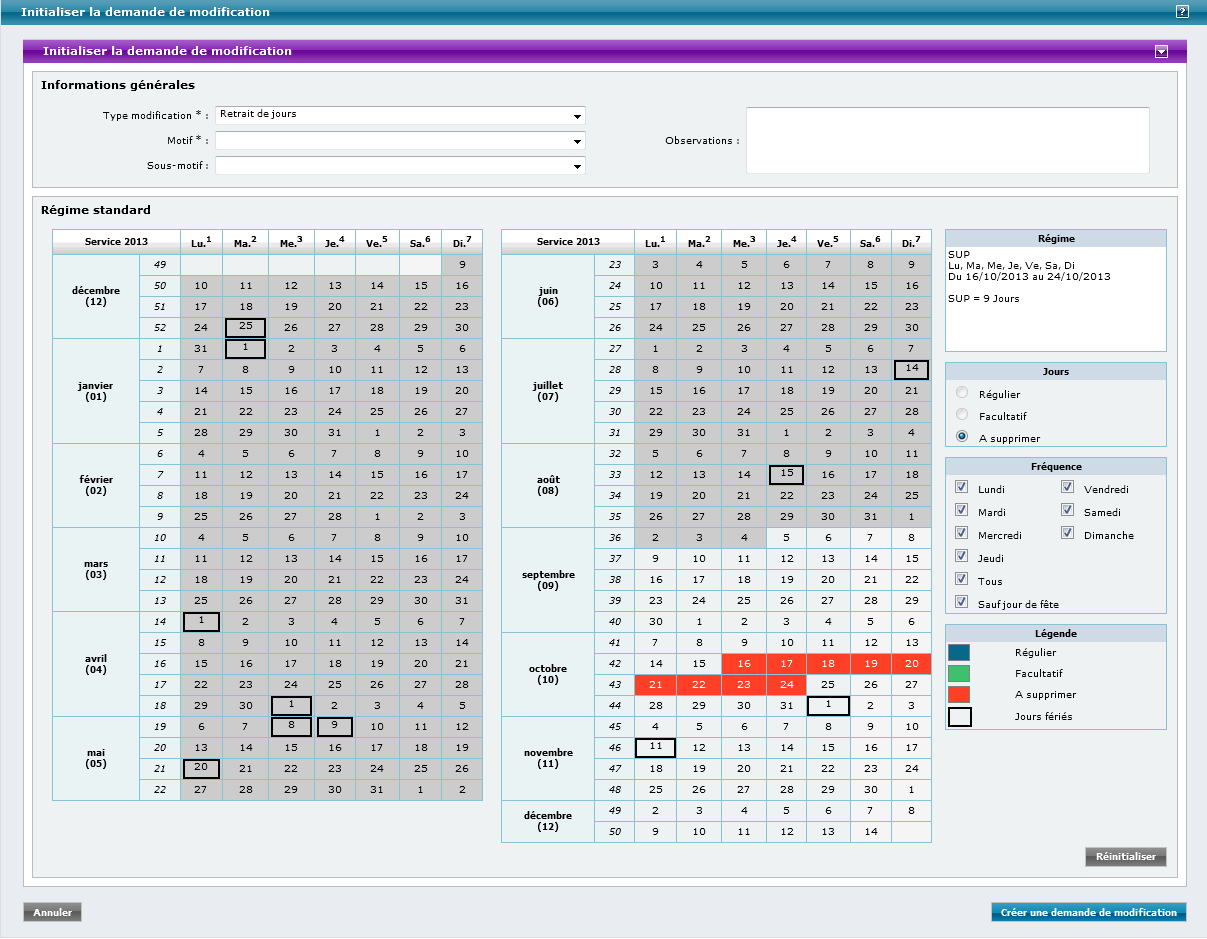 Initialiser la demande de modification ?
Initialiser la demande de modification
Informations générales
Type modification * : Retrait de jours
Motif * :
Sous-motif :
Observations :
Régime standard
Service 2013 Lu.1 Ma.2 Me.3 Je.4 Ve.5 Sa.6 Di.7
décembre (12)
49 9
50 10 11 12 13 14 15 16
51 17 18 19 20 21 22 23
52 24 25 26 27 28 29 30
janvier (01)
1 31 1 2 3 4 5 6
2 7 8 9 10 11 12 13
3 14 15 16 17 18 19 20
4 21 22 23 24 25 26 27
5 28 29 30 31 1 2 3
février (02)
6 4 5 6 7 8 9 10
7 11 12 13 14 15 16 17
8 18 19 20 21 22 23 24
9 25 26 27 28 1 2 3
mars (03)
10 4 5 6 7 8 9 10
11 11 12 13 14 15 16 17
12 18 19 20 21 22 23 24
13 25 26 27 28 29 30 31
avril (04)
14 1 2 3 4 5 6 7
15 8 9 10 11 12 13 14
16 15 16 17 18 19 20 21
17 22 23 24 25 26 27 28
18 29 30 1 2 3 4 5
mai (05)
19 6 7 8 9 10 11 12
20 13 14 15 16 17 18 19
21 20 21 22 23 24 25 26
22 27 28 29 30 31 1 2
Service 2013 Lu.1 Ma.2 Me.3 Je.4 Ve.5 Sa.6 Di.7
juin (06)
23 3 4 5 6 7 8 9
24 10 11 12 13 14 15 16
25 17 18 19 20 21 22 23
26 24 25 26 27 28 29 30
juillet (07)
27 1 2 3 4 5 6 7
28 8 9 10 11 12 13 14
29 15 16 17 18 19 20 21
30 22 23 24 25 26 27 28
31 29 30 31 1 2 3 4
août (08)
32 5 6 7 8 9 10 11
33 12 13 14 15 16 17 18
34 19 20 21 22 23 24 25
35 26 27 28 29 30 31 1
septembre (09)
36 2 3 4 5 6 7 8
37 9 10 11 12 13 14 15
38 16 17 18 19 20 21 22
39 23 24 25 26 27 28 29
40 30 1 2 3 4 5 6
octobre (10)
41 7 8 9 10 11 12 13
42 14 15 16 17 18 19 20
43 21 22 23 24 25 26 27
44 28 29 30 31 1 2 3
novembre (11)
45 4 5 6 7 8 9 10
46 11 12 13 14 15 16 17
47 18 19 20 21 22 23 24
48 25 26 27 28 29 30 1
décembre (12)
49 2 3 4 5 6 7 8
50 9 10 11 12 13 14
Régime
SUP
Lu, Ma, Me, Je, Ve, Sa, Di
Du 16/10/2013 au 24/10/2013
SUP = 9 Jours
Jours
Régulier
Facultatif
A supprimer
Fréquence
Lundi Vendredi
Mardi Samedi
Mercredi Dimanche
Jeudi
Tous
Sauf jour de fête
Légende
Régulier
Facultatif
A supprimer
Jours fériés
Réinitialiser
Annuler Créer une demande de modification